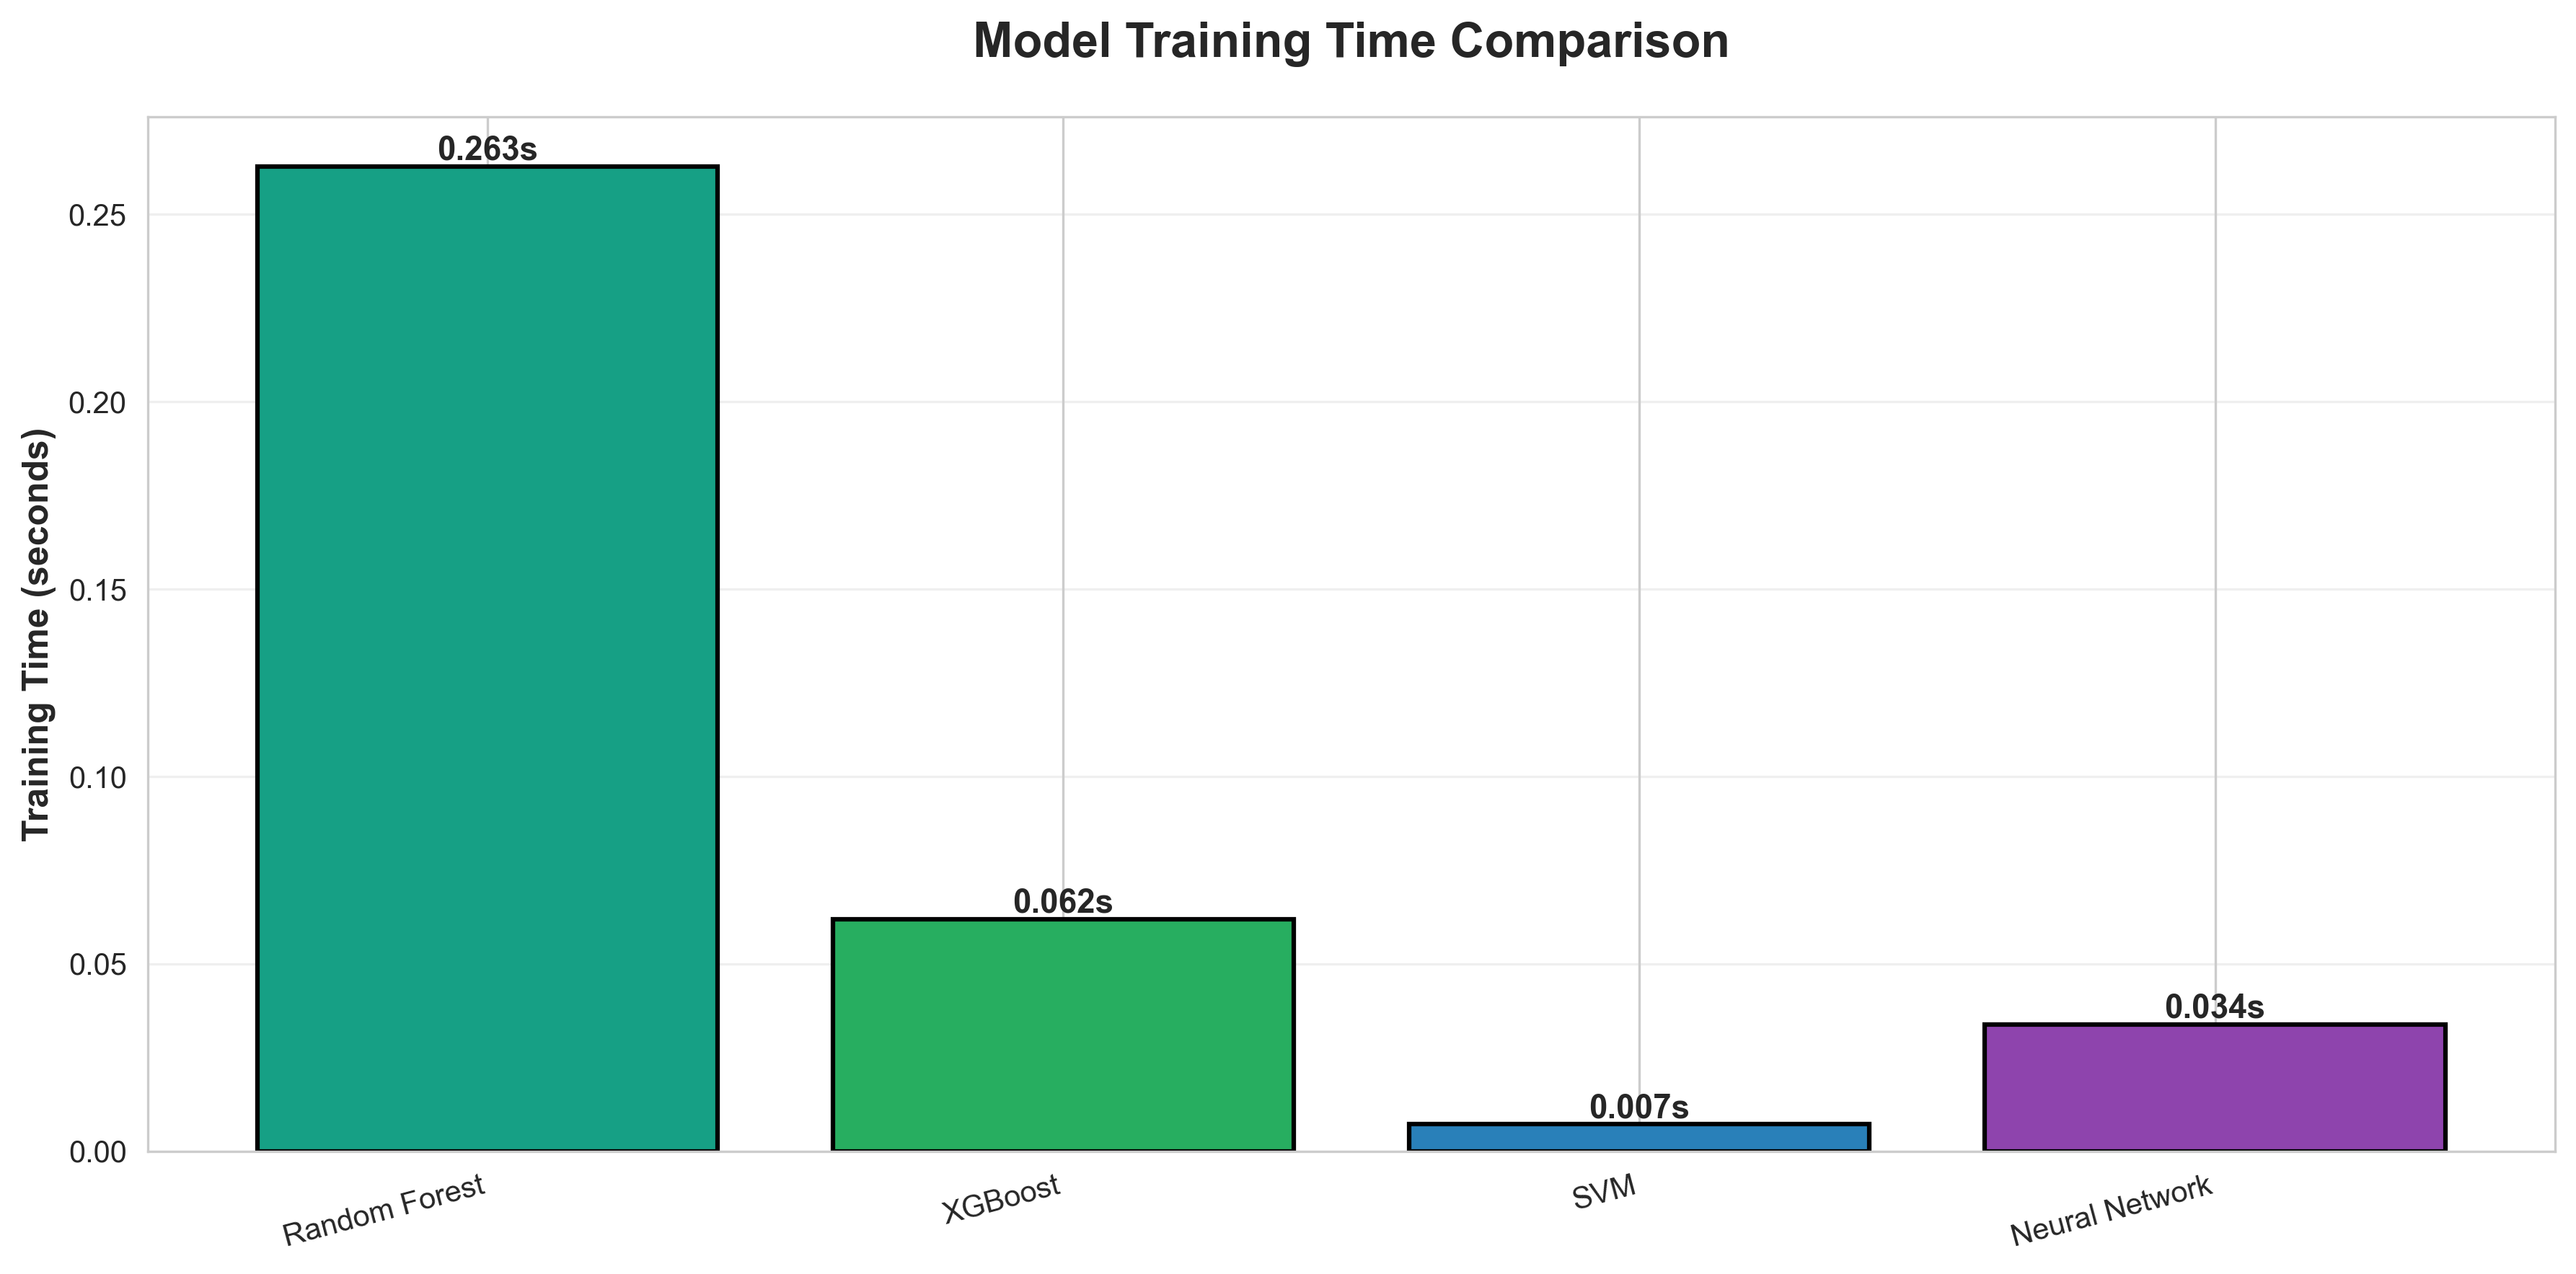 Model Training Time Comparison
Training Time (seconds)
0.25
0.20
0.15
0.10
0.05
0.00
0.263s
0.062s
0.007s
0.034s
Random Forest
XGBoost
SVM
Neural Network